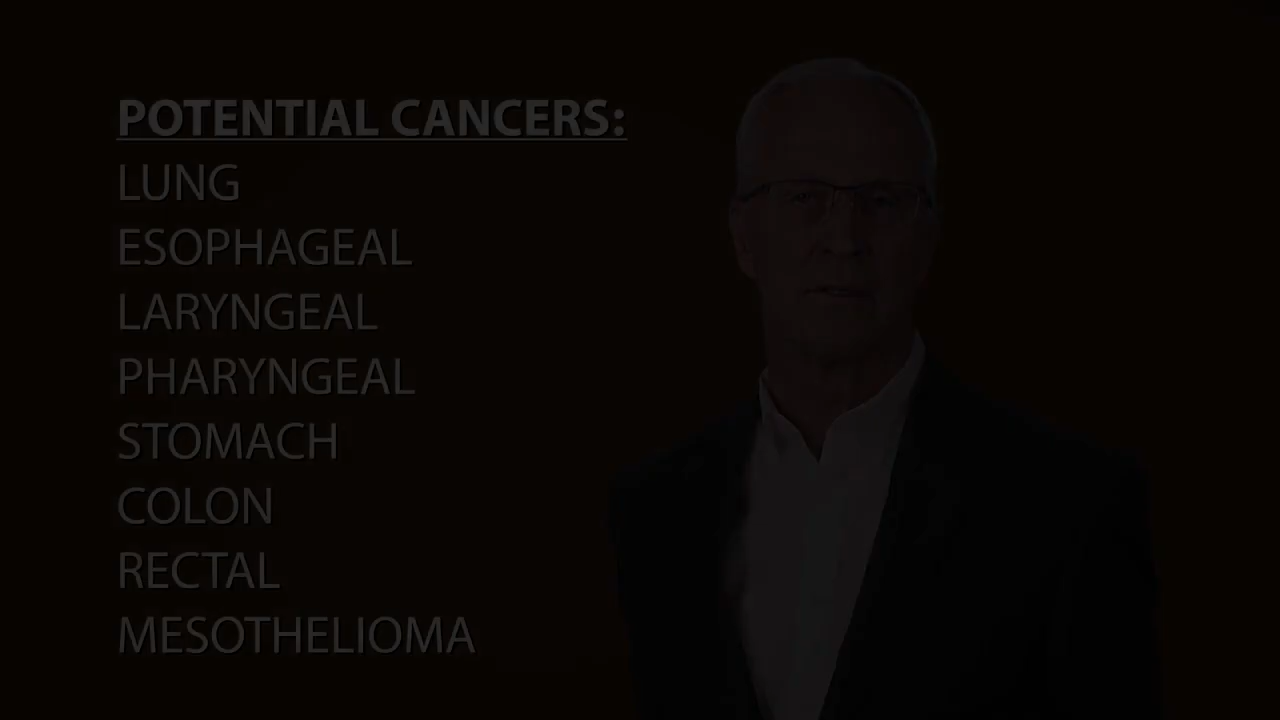 POTENTIAL CANCERS:
LUNG
ESOPHAGEAL
LARYNGEAL
PHARYNGEAL
STOMACH
COLON
RECTAL
MESOTHELIOMA